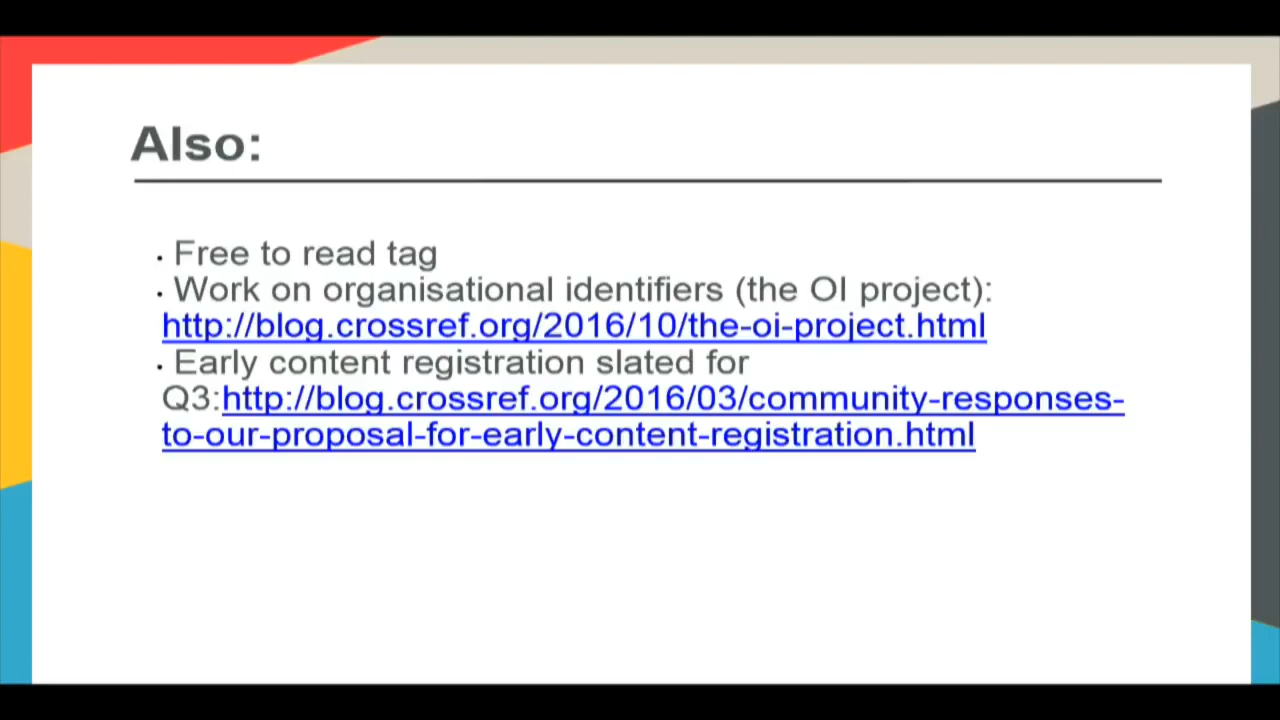 Also:
· Free to read tag
· Work on organisational identifiers (the OI project):
http://blog.crossref.org/2016/10/the-oi-project.html
· Early content registration slated for
Q3:http://blog.crossref.org/2016/03/community-responses-
to-our-proposal-for-early-content-registration.html